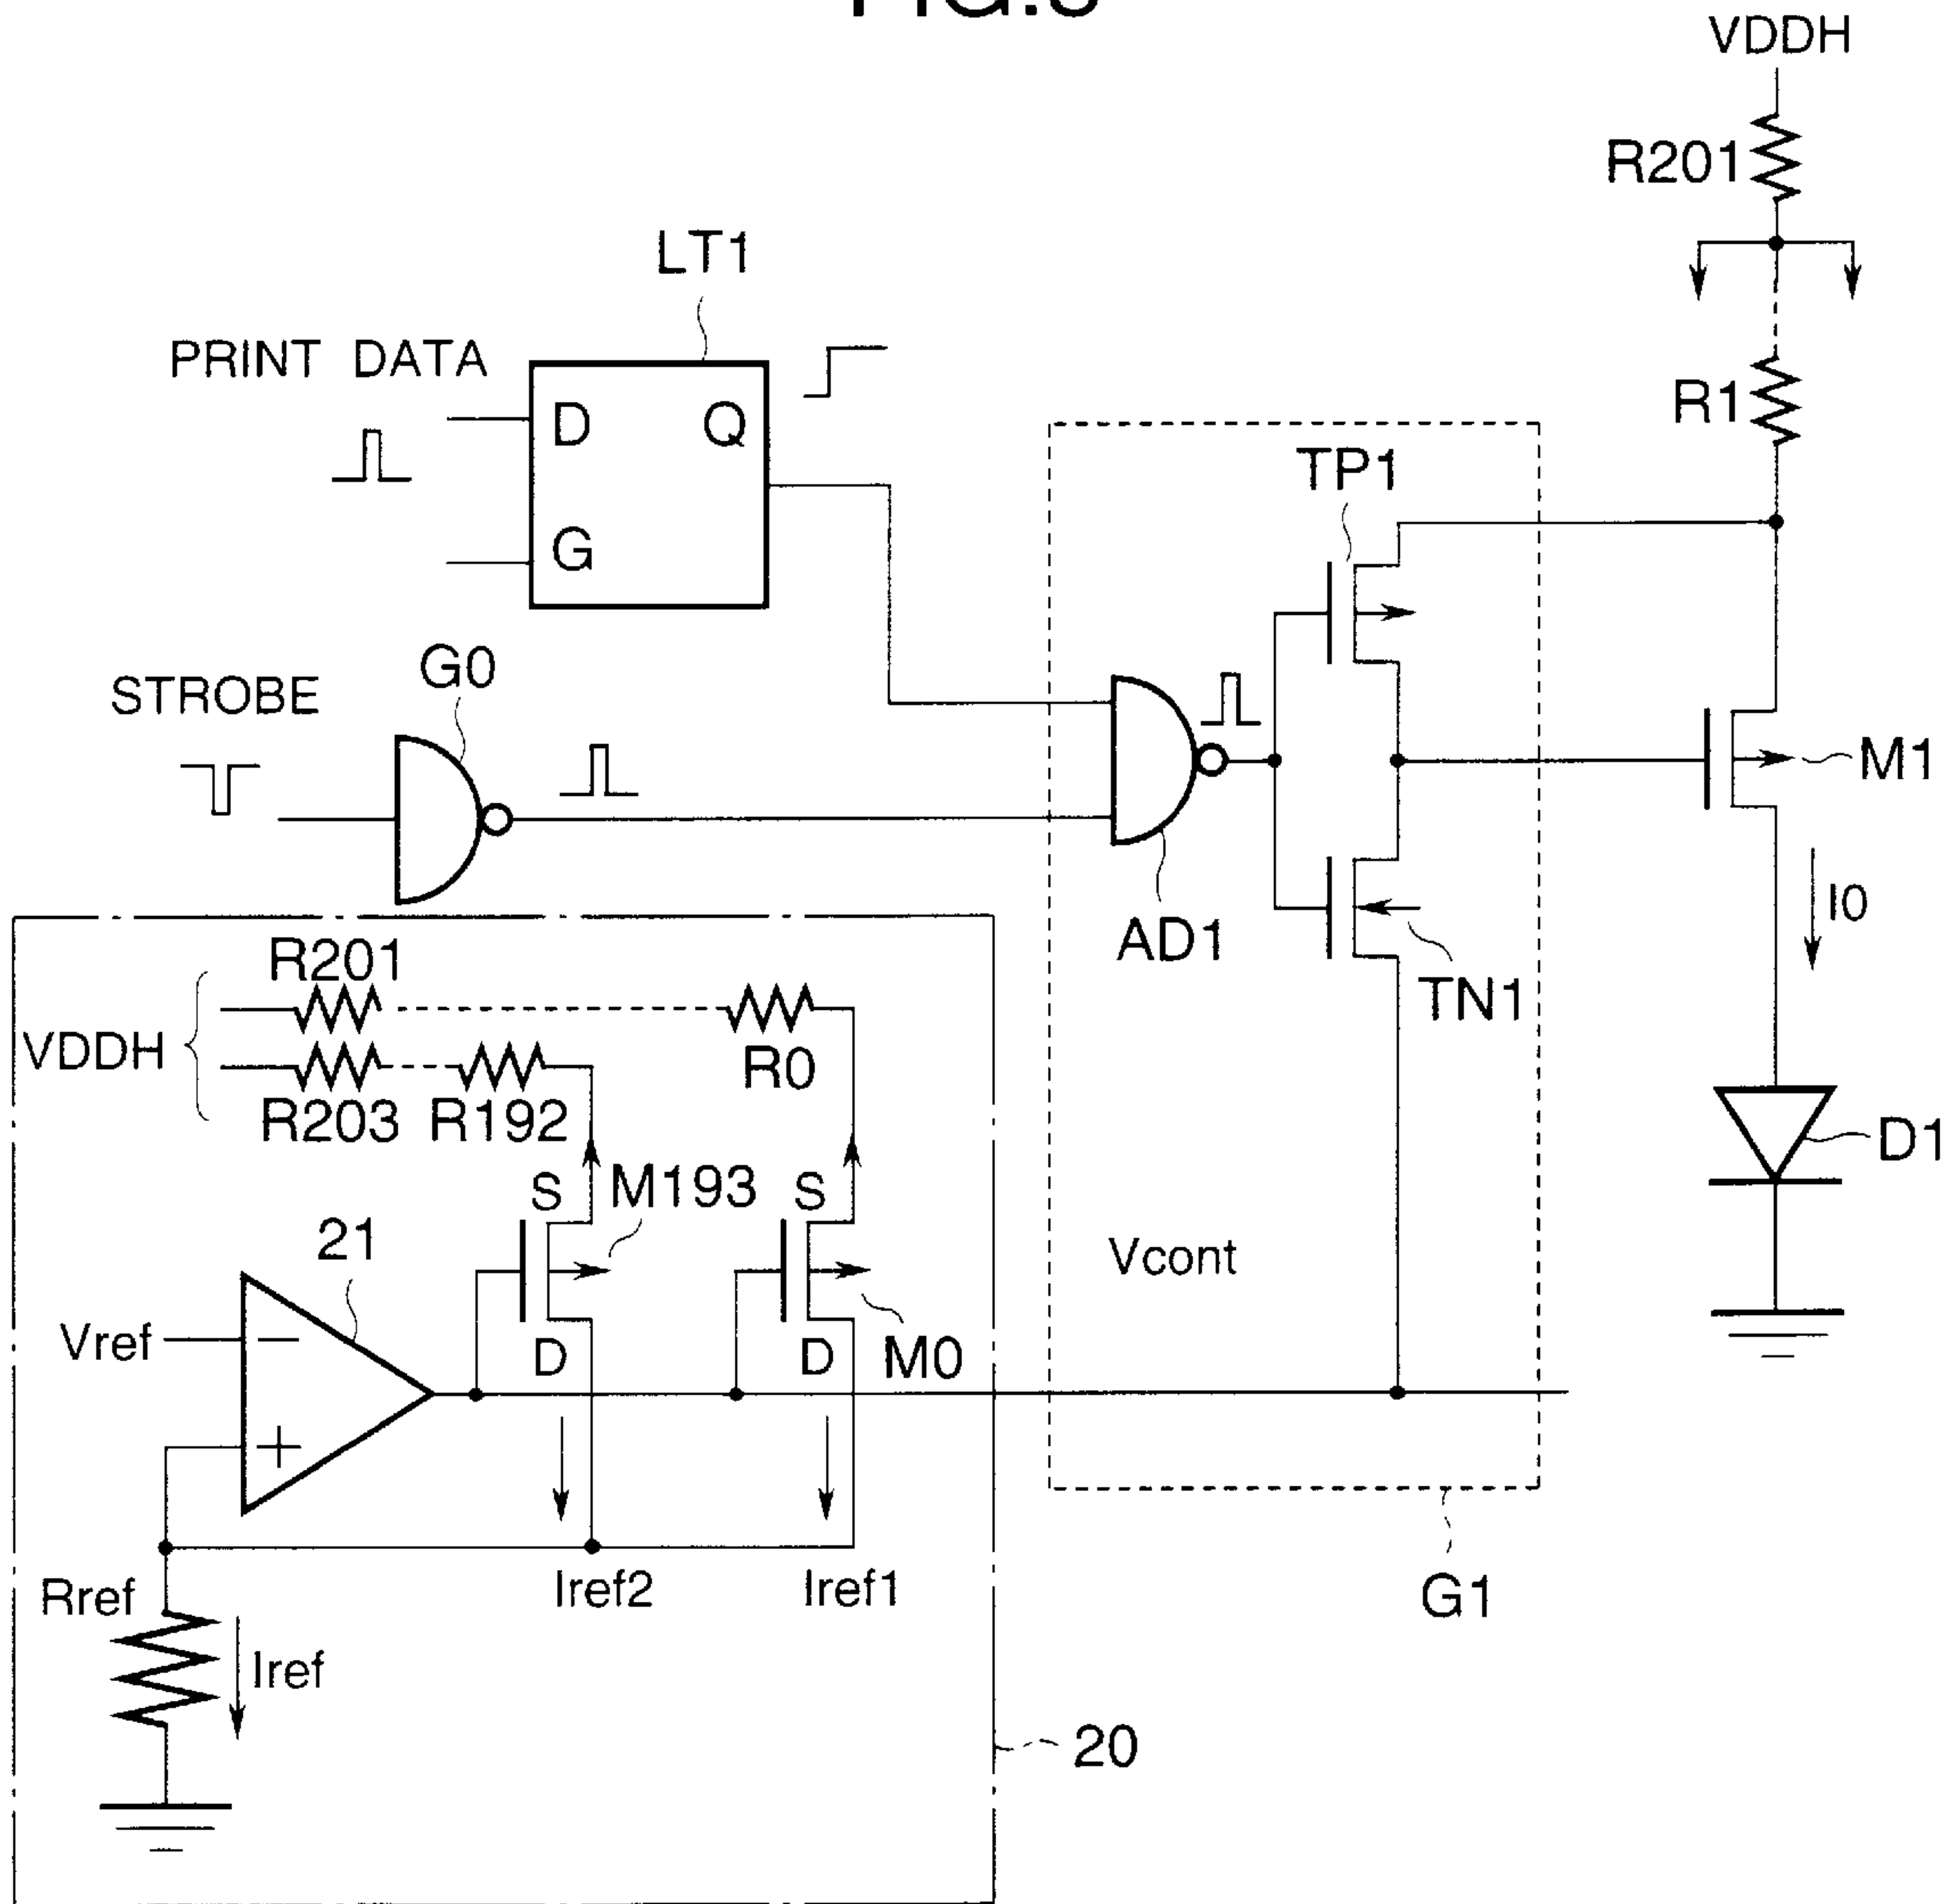 VDDH
R201
LT1
PRINT DATA
D
Q
G
R1
TP1
G0
STROBE
M1
I0
AD1
TN1
R201
VDDH
R0
R203
R192
D1
S
M193
S
21
Vcont
Vref
−
D
D
M0
+
Iref2
Iref1
Rref
G1
Iref
20